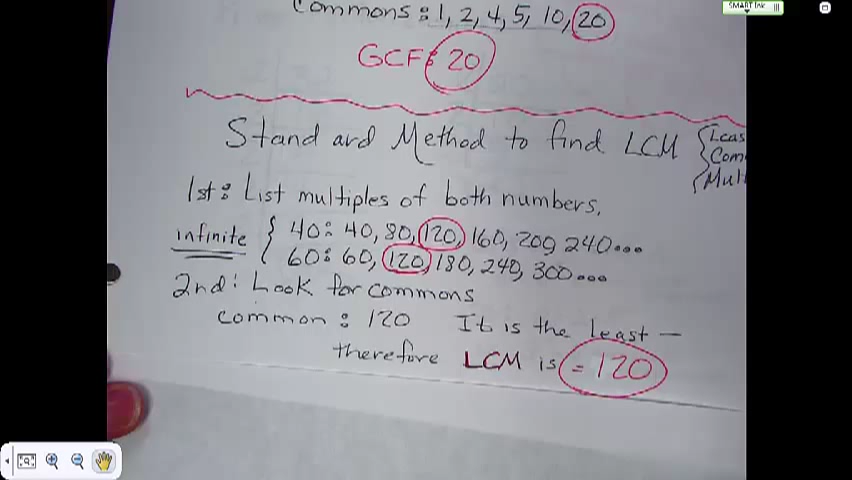 Commons: 1, 2, 4, 5, 10, 20
GCF: 20
Standard Method to find LCM
1st: List multiples of both numbers.
infinite { 40: 40, 80, 120, 160, 200, 240...
60: 60, 120, 180, 240, 300...
2nd: Look for commons
common: 120 It is the least —
therefore LCM is = 120